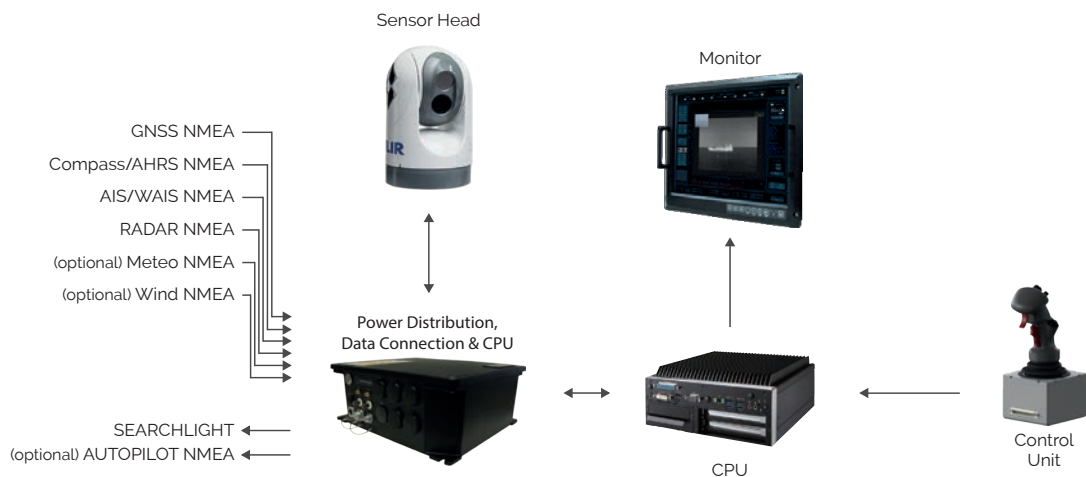 Sensor Head
Monitor
GNSS NMEA
Compass/AHRS NMEA
AIS/WAIS NMEA
RADAR NMEA
(optional) Meteo NMEA
(optional) Wind NMEA
Power Distribution,
Data Connection & CPU
SEARCHLIGHT
(optional) AUTOPILOT NMEA
CPU
Control
Unit